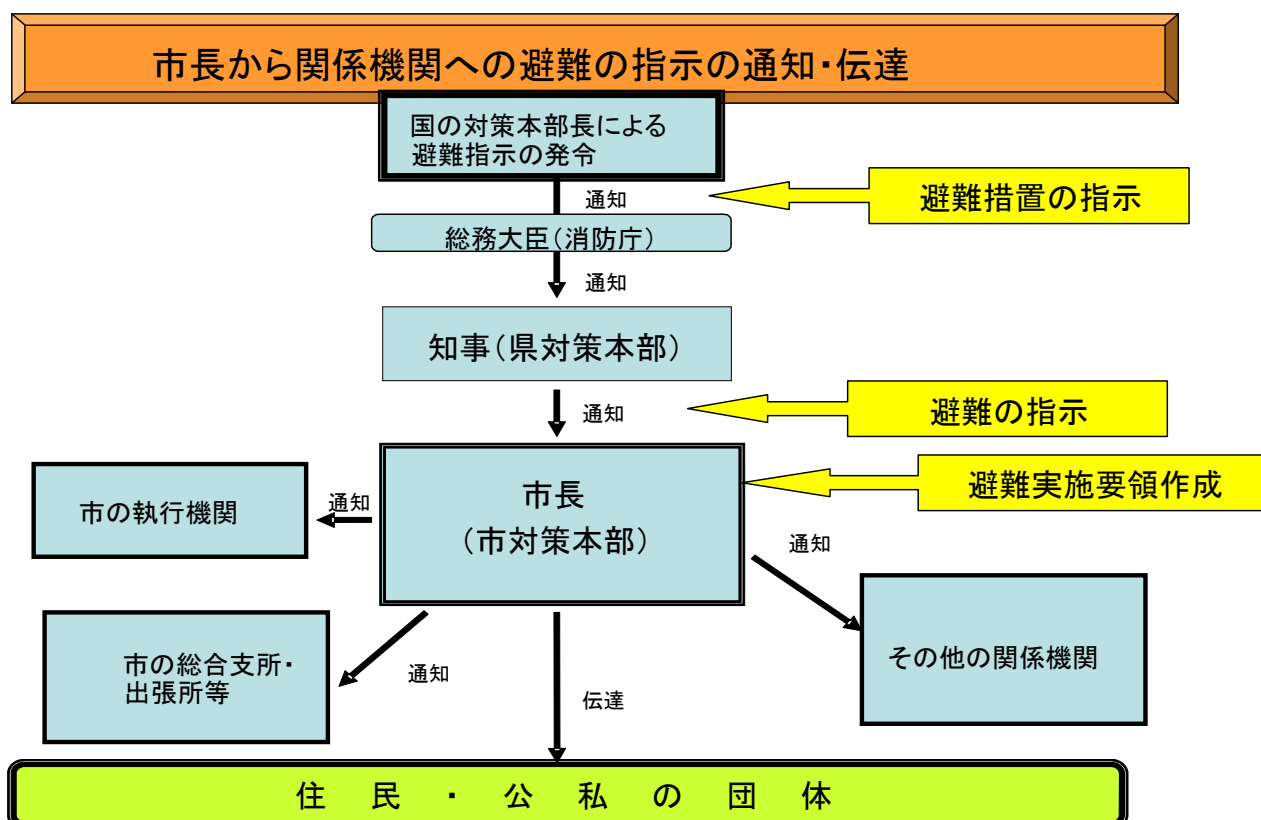 市長から関係機関への避難の指示の通知・伝達
国の対策本部長による
避難指示の発令
通知
避難措置の指示
総務大臣(消防庁)
通知
知事(県対策本部)
通知
避難の指示
市長
(市対策本部)
避難実施要領作成
市の執行機関
通知
通知
市の総合支所・
出張所等
通知
伝達
その他の関係機関
住民・公私の団体